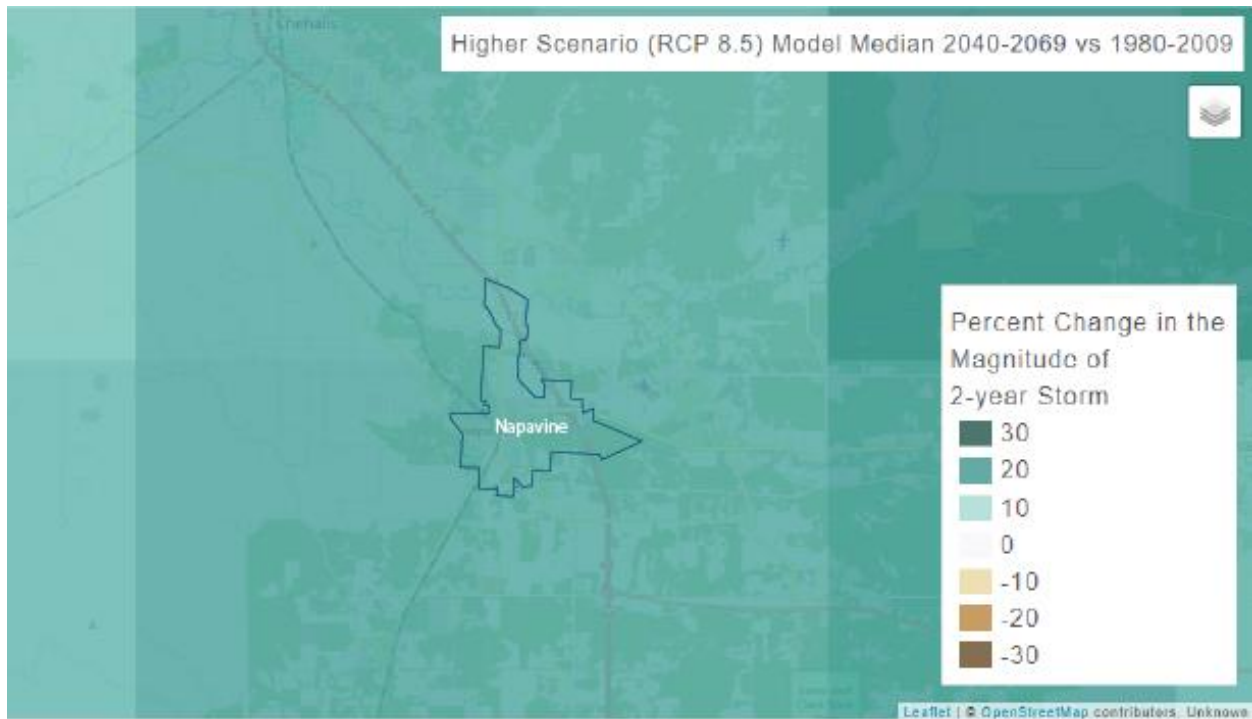 Chehalis
Higher Scenario (RCP 8.5) Model Median 2040-2069 vs 1980-2009
Percent Change in the
Magnitude of
2-year Storm
30
20
10
0
-10
-20
-30
Napavine
Leaflet | © OpenStreetMap contributors, Unknown